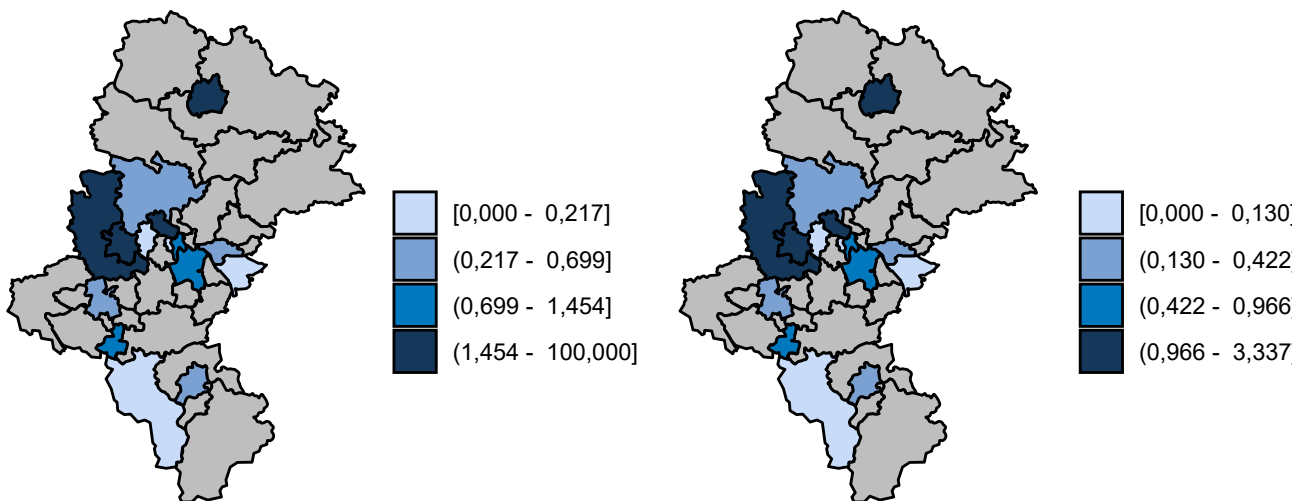 [0,000 - 0,217]
(0,217 - 0,699]
(0,699 - 1,454]
(1,454 - 100,000]
[0,000 - 0,130]
(0,130 - 0,422]
(0,422 - 0,966]
(0,966 - 3,337]